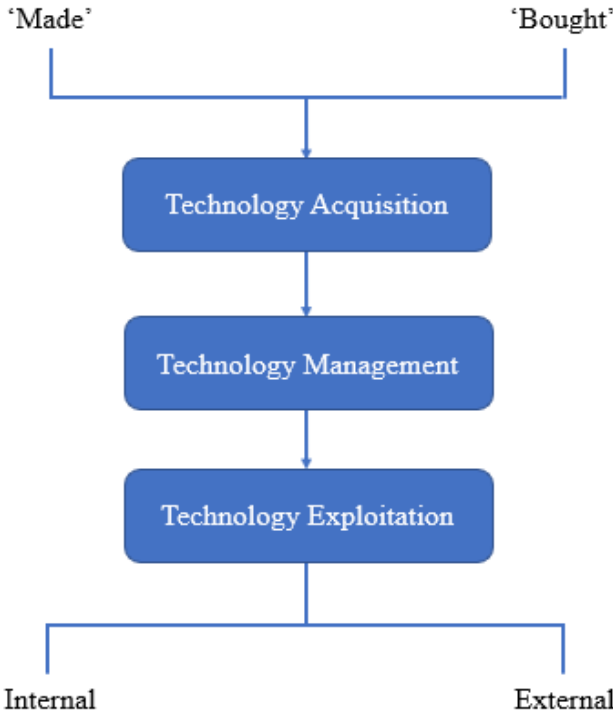 ‘Made’
‘Bought’
Technology Acquisition
Technology Management
Technology Exploitation
Internal
External